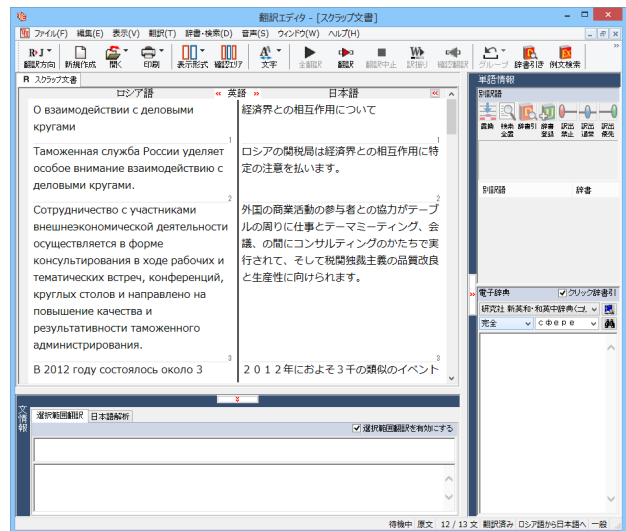 翻訳エディタ - [スクラップ文書]
ファイル(F) 編集(E) 表示(V) 翻訳(T) 辞書・検索(D) 音声(S) ウィンドウ(W) ヘルプ(H)
R›J
翻訳方向 新規作成 開く 印刷 表示形式 確認エリア 文字 全翻訳 翻訳 翻訳中止 訳振り 確認翻訳 グループ 辞書引き 例文検索
R スクラップ文書
ロシア語 « 英語 » 日本語 «
О взаимодействии с деловыми
кругами
経済界との相互作用について
1
Таможенная служба России уделяет
особое внимание взаимодействию с
деловыми кругами.
ロシアの関税局は経済界との相互作用に特
定の注意を払います。
2
Сотрудничество с участниками
внешнеэкономической деятельности
осуществляется в форме
консультирования в ходе рабочих и
тематических встреч, конференций,
круглых столов и направлено на
повышение качества и
результативности таможенного
администрирования.
外国の商業活動の参与者との協力がテーブ
ルの周りに仕事とテーマミーティング、会
議、の間にコンサルティングのかたちで実
行されて、そして税関独裁主義の品質改良
と生産性に向けられます。
3
В 2012 году состоялось около 3
２０１２年におよそ３千の類似のイベント
単語情報
別訳語
置換 検索全置 辞書引 辞書登録 訳出禁止 訳出通常 訳出優先
別訳語 辞書
電子辞典 クリック辞書引
研究社 新英和・和英中辞典(コ.
完全 сфере
文情報
選択範囲翻訳 日本語解析
選択範囲翻訳を有効にする
待機中 原文 12 / 13 文 翻訳済み ロシア語から日本語へ 一般